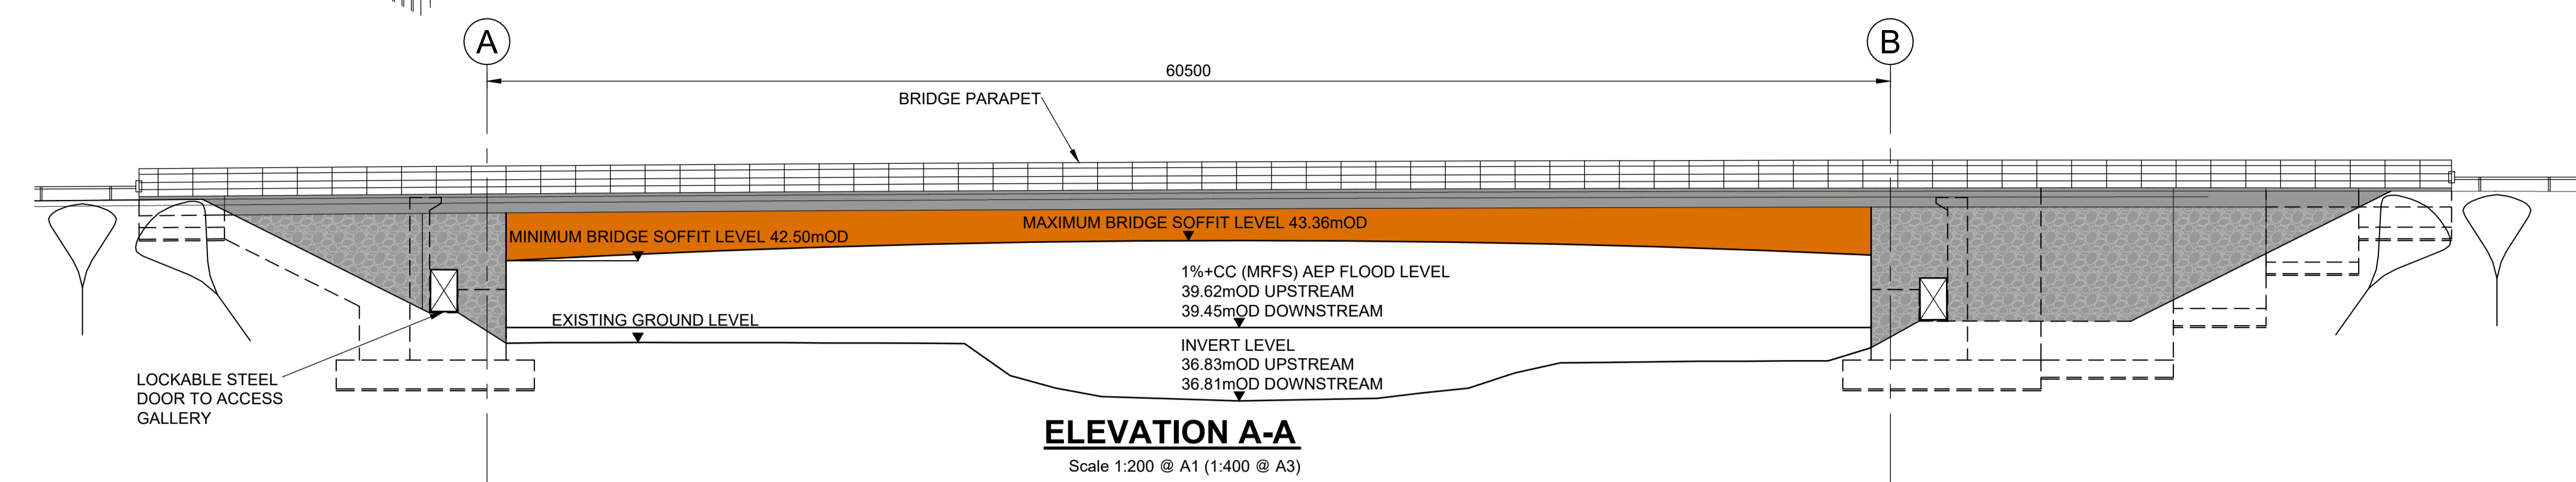 A
B
60500
BRIDGE PARAPET
MINIMUM BRIDGE SOFFIT LEVEL 42.50mOD
MAXIMUM BRIDGE SOFFIT LEVEL 43.36mOD
1%+CC (MRFS) AEP FLOOD LEVEL
39.62mOD UPSTREAM
39.45mOD DOWNSTREAM
EXISTING GROUND LEVEL
INVERT LEVEL
36.83mOD UPSTREAM
36.81mOD DOWNSTREAM
LOCKABLE STEEL
DOOR TO ACCESS
GALLERY
ELEVATION A-A
Scale 1:200 @ A1 (1:400 @ A3)